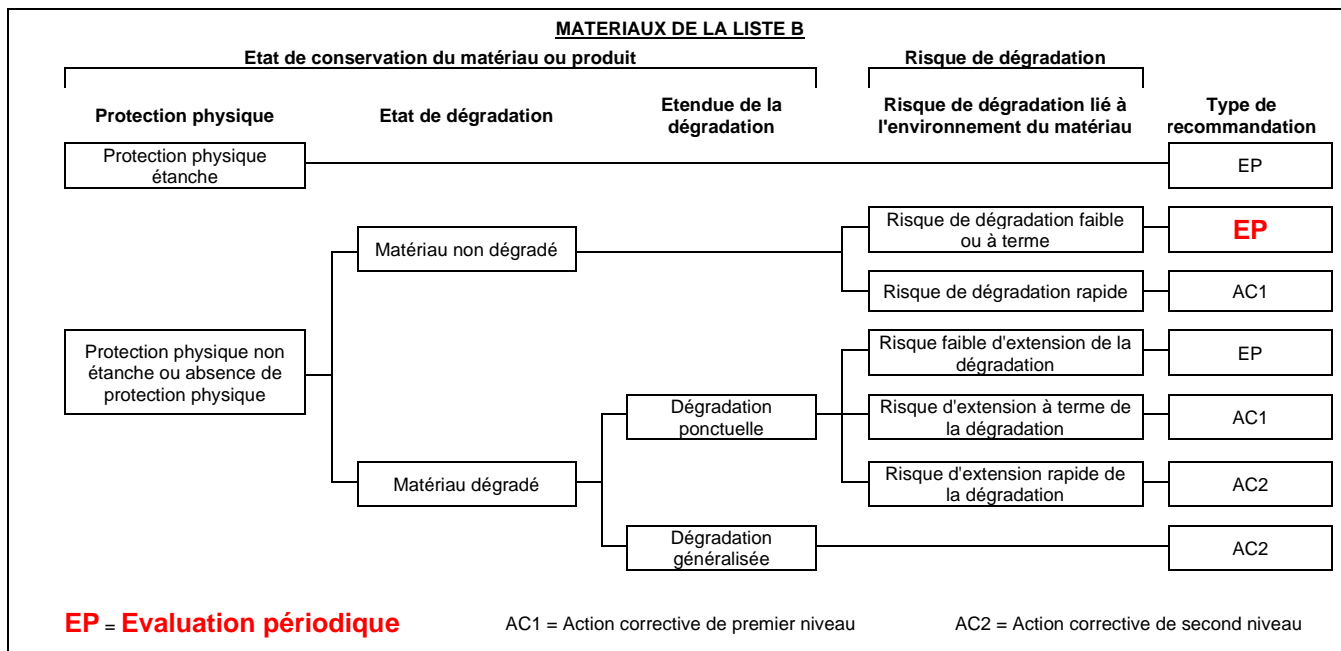 MATERIAUX DE LA LISTE B
Etat de conservation du matériau ou produit
Risque de dégradation
Protection physique
Etat de dégradation
Etendue de la
dégradation
Risque de dégradation lié à
l'environnement du matériau
Type de
recommandation
Protection physique
étanche
EP
Protection physique non
étanche ou absence de
protection physique
Matériau non dégradé
Risque de dégradation faible
ou à terme
EP
Risque de dégradation rapide
AC1
Matériau dégradé
Dégradation
ponctuelle
Risque faible d'extension de la
dégradation
EP
Risque d'extension à terme de
la dégradation
AC1
Risque d'extension rapide de
la dégradation
AC2
Dégradation
généralisée
AC2
EP = Evaluation périodique
AC1 = Action corrective de premier niveau
AC2 = Action corrective de second niveau